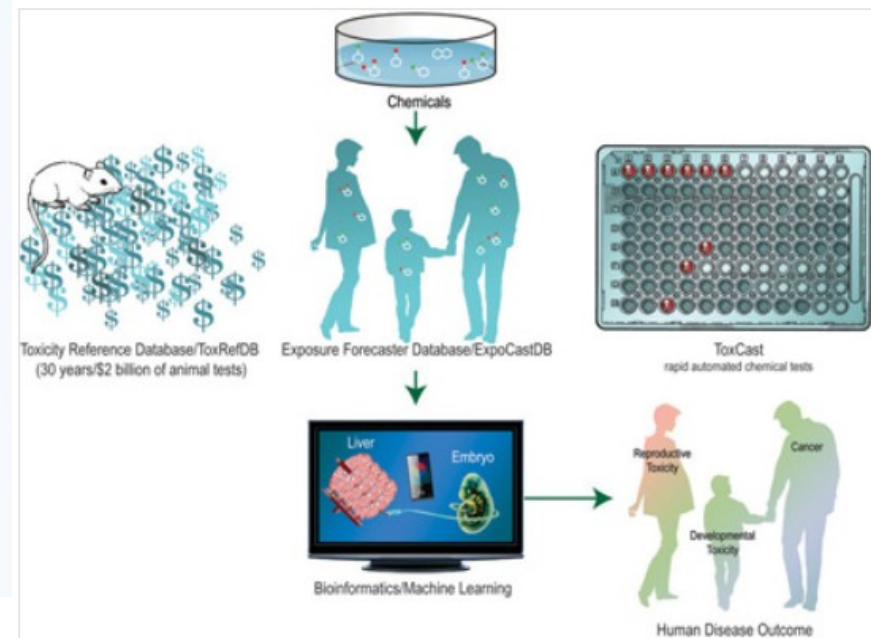 Chemicals
Toxicity Reference Database/ToxRefDB
(30 years/$2 billion of animal tests)
Exposure Forecaster Database/ExpoCastDB
ToxCast
rapid automated chemical tests
Liver
Embryo
Bioinformatics/Machine Learning
Reproductive
Toxicity
Cancer
Developmental
Toxicity
Human Disease Outcome